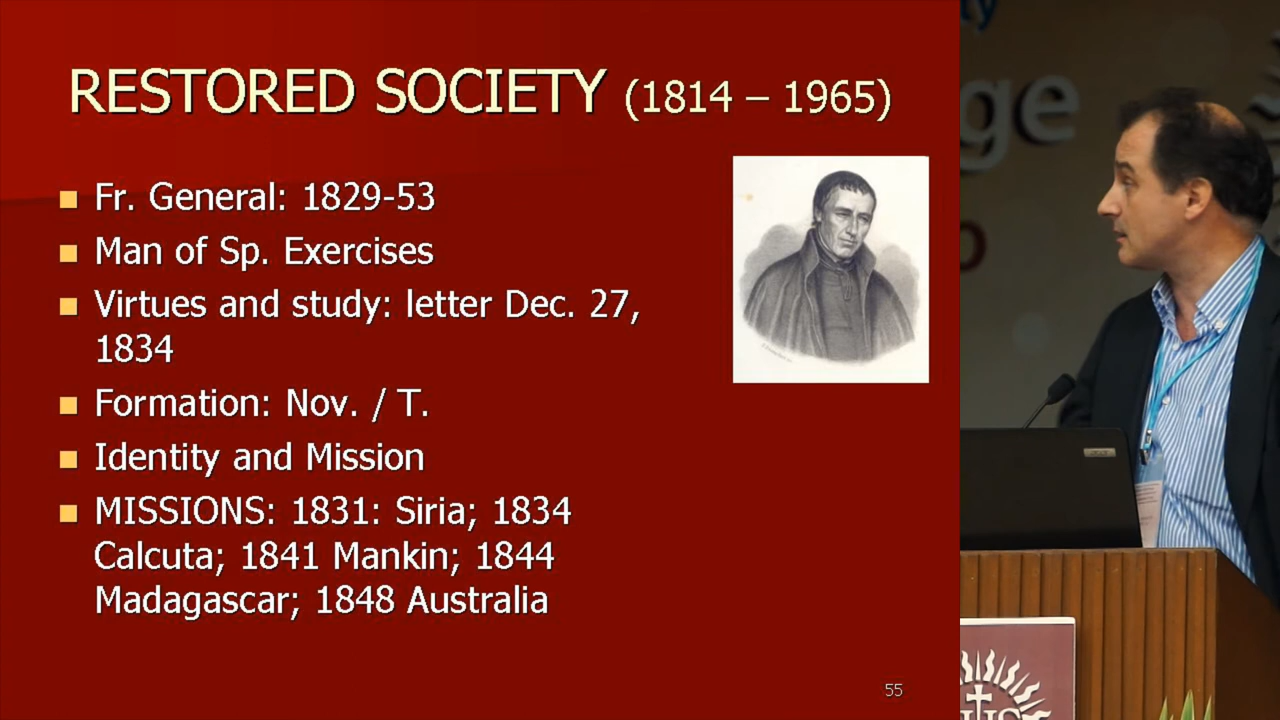 RESTORED SOCIETY (1814 – 1965)
Fr. General: 1829-53
Man of Sp. Exercises
Virtues and study: letter Dec. 27,
1834
Formation: Nov. / T.
Identity and Mission
MISSIONS: 1831: Siria; 1834
Calcuta; 1841 Mankin; 1844
Madagascar; 1848 Australia
55
acer